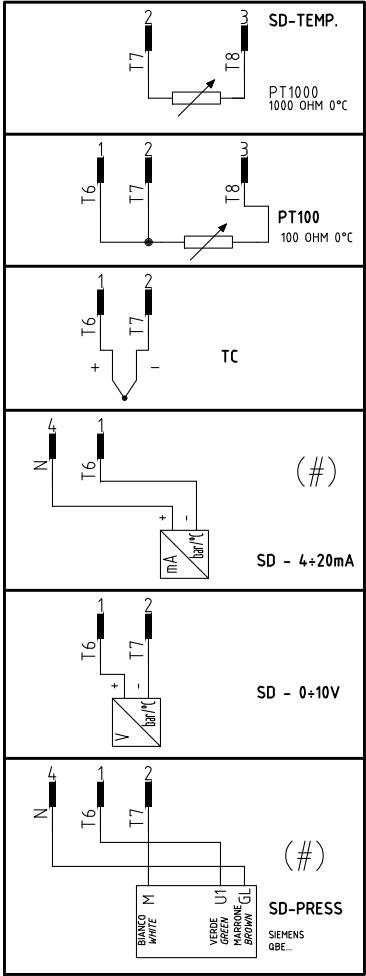 2 3 SD-TEMP.
T7 T8
PT1000
1000 OHM 0°C
1 2 3
T6 T7 T8
PT100
100 OHM 0°C
1 2
T6 T7
+ -
TC
4 1
N T6
(#)
+ -
mA bar/°C
SD - 4÷20mA
1 2
T6 T7
+ -
V bar/°C
SD - 0÷10V
4 1 2
N T6 T7
(#)
M U1 GL
BIANCO VERDE MARRONE
WHITE GREEN BROWN
SD-PRESS
SIEMENS
QBE...